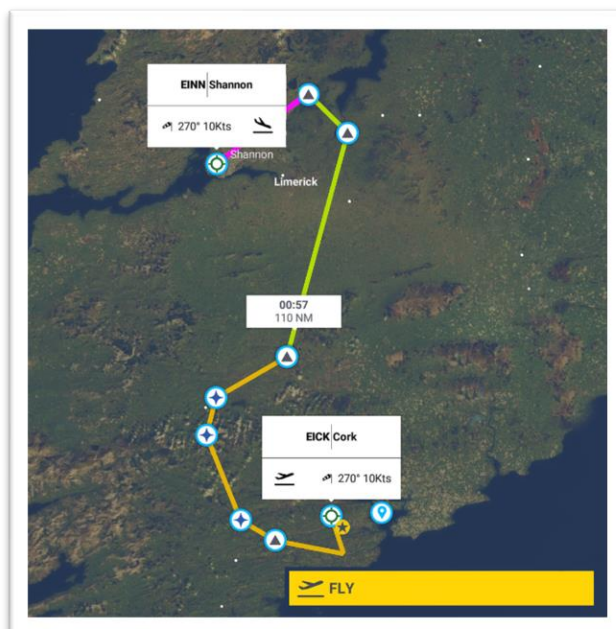 EINN Shannon
270° 10Kts
Shannon
Limerick
00:57
110 NM
EICK Cork
270° 10Kts
FLY